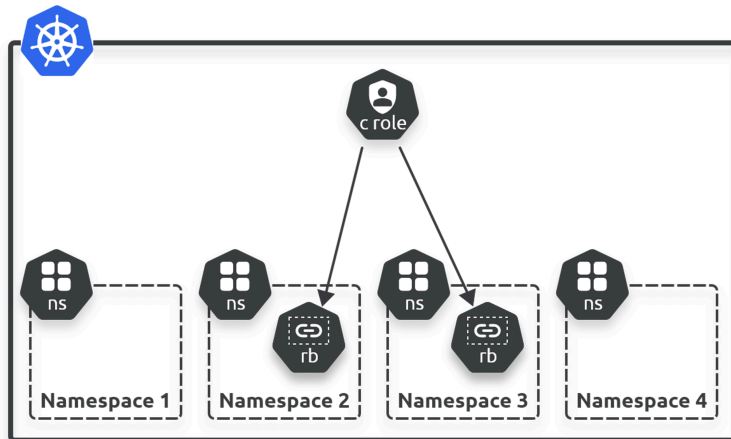 c role
ns
ns
ns
ns
rb
rb
Namespace 1
Namespace 2
Namespace 3
Namespace 4